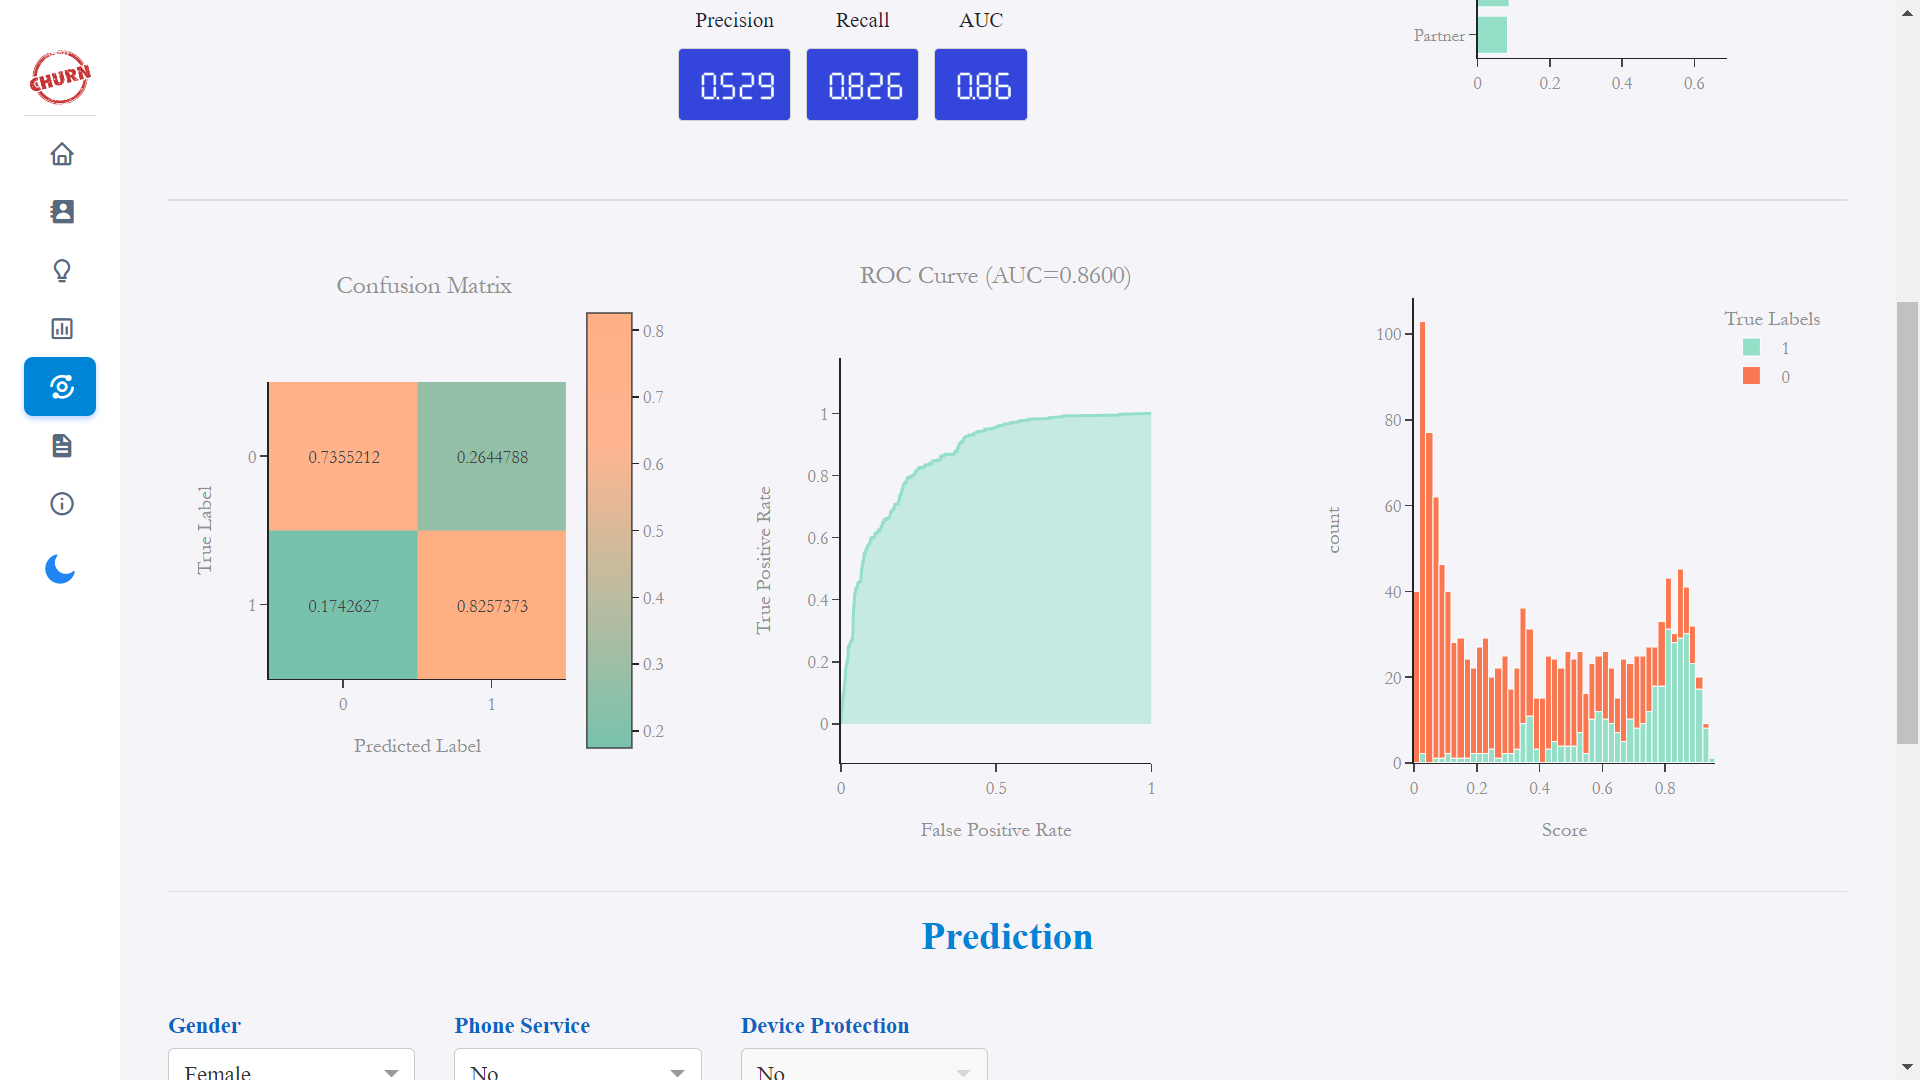 CHURN
Precision Recall AUC
0.529 0.826 0.86
Partner
0 0.2 0.4 0.6
Confusion Matrix
0.8
0.7
0.6
0.5
0.4
0.3
0.2
True Label
0
1
0.7355212 0.2644788
0.1742627 0.8257373
0 1
Predicted Label
ROC Curve (AUC=0.8600)
True Positive Rate
1
0.8
0.6
0.4
0.2
0
0 0.5 1
False Positive Rate
count
100
80
60
40
20
0
0 0.2 0.4 0.6 0.8
Score
True Labels
1
0
Prediction
Gender Phone Service Device Protection
Female No No